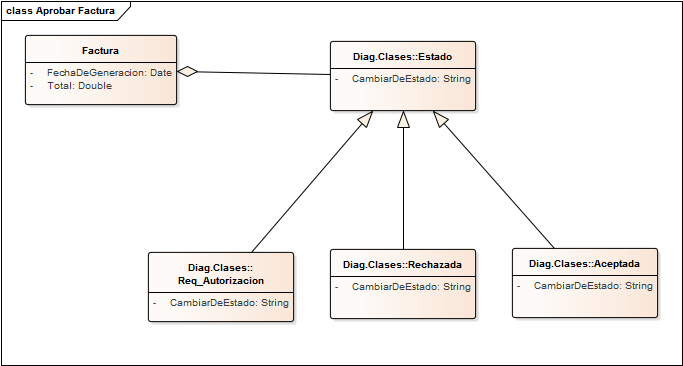 class Aprobar Factura
Factura
- FechaDeGeneracion: Date
- Total: Double
Diag.Clases::Estado
- CambiarDeEstado: String
Diag.Clases::
Req_Autorizacion
- CambiarDeEstado: String
Diag.Clases::Rechazada
- CambiarDeEstado: String
Diag.Clases::Aceptada
- CambiarDeEstado: String